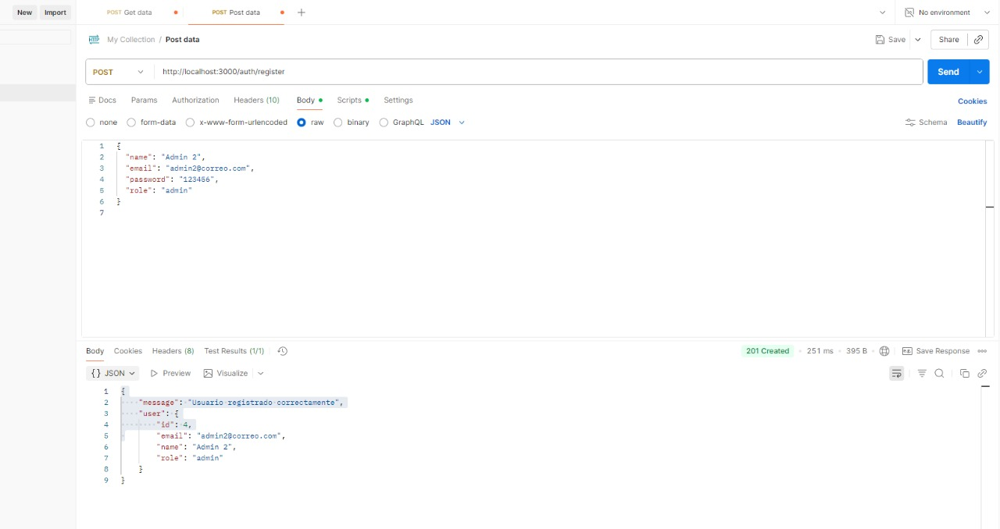 New Import POST Get data POST Post data No environment
HTTP My Collection / Post data Save Share
POST http://localhost:3000/auth/register Send
Docs Params Authorization Headers (10) Body Scripts Settings Cookies
none form-data x-www-form-urlencoded raw binary GraphQL JSON Schema Beautify
1 {
2 "name": "Admin 2",
3 "email": "admin2@correo.com",
4 "password": "123456",
5 "role": "admin"
6 }
7
Body Cookies Headers (8) Test Results (1/1) 201 Created 251 ms 395 B Save Response
{} JSON Preview Visualize
1 {
2 "message": "Usuario registrado correctamente",
3 "user": {
4 "id": 4,
5 "email": "admin2@correo.com",
6 "name": "Admin 2",
7 "role": "admin"
8 }
9 }